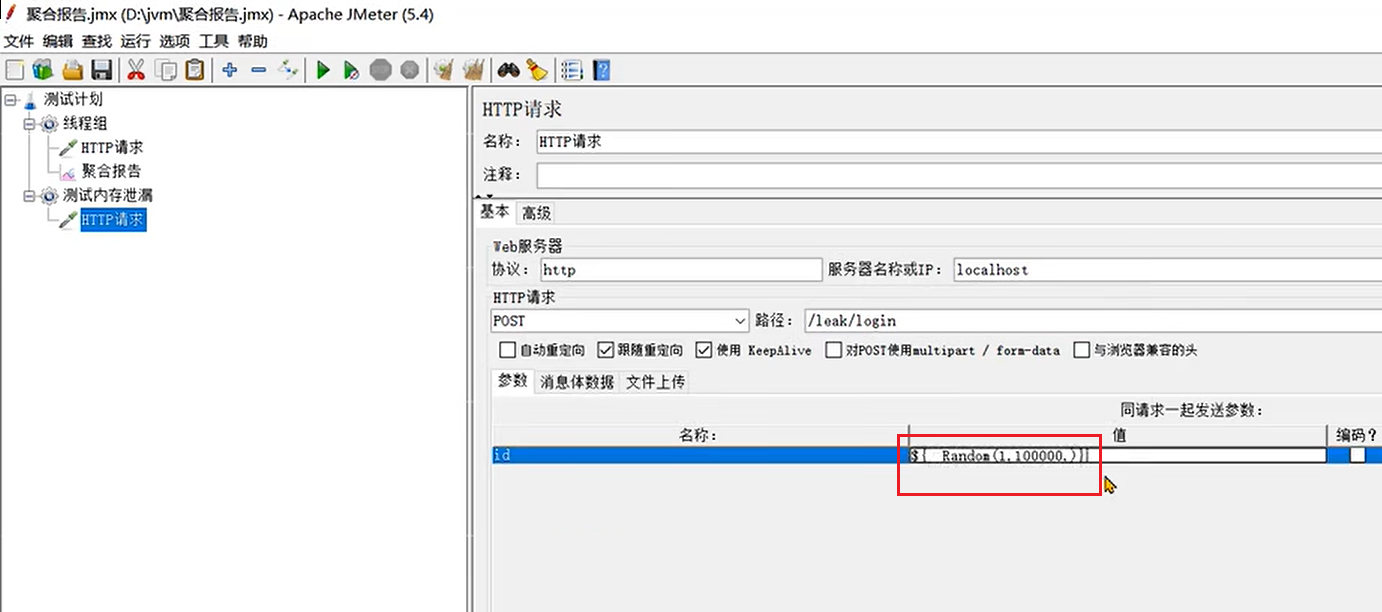 聚合报告.jmx (D:\jvm\聚合报告.jmx) - Apache JMeter (5.4)
文件 编辑 查找 运行 选项 工具 帮助
测试计划
线程组
HTTP请求
聚合报告
测试内存泄漏
HTTP请求
HTTP请求
名称： HTTP请求
注释：
基本 高级
Web服务器
协议： http 服务器名称或IP： localhost
HTTP请求
POST 路径： /leak/login
自动重定向 跟随重定向 使用 KeepAlive 对POST使用multipart / form-data 与浏览器兼容的头
参数 消息体数据 文件上传
同请求一起发送参数：
名称： 值 编码？
id ${__Random(1,100000,)}